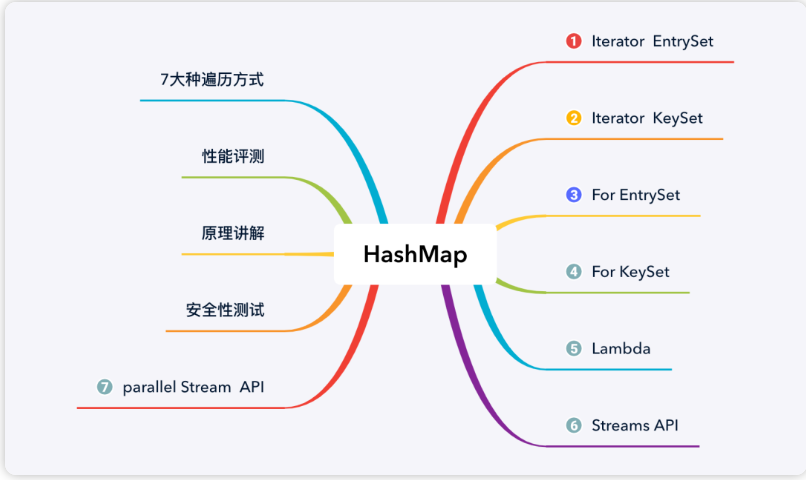 7大种遍历方式
性能评测
原理讲解
安全性测试
7 parallel Stream API
HashMap
1 Iterator EntrySet
2 Iterator KeySet
3 For EntrySet
4 For KeySet
5 Lambda
6 Streams API